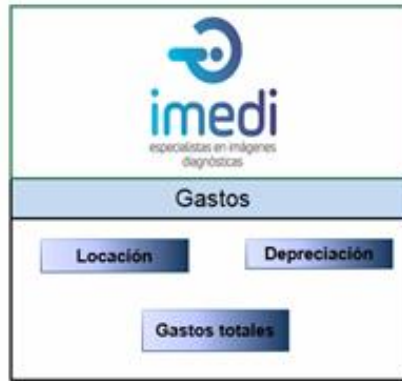 imedi
especialistas en imágenes
diagnósticas
Gastos
Locación
Depreciación
Gastos totales